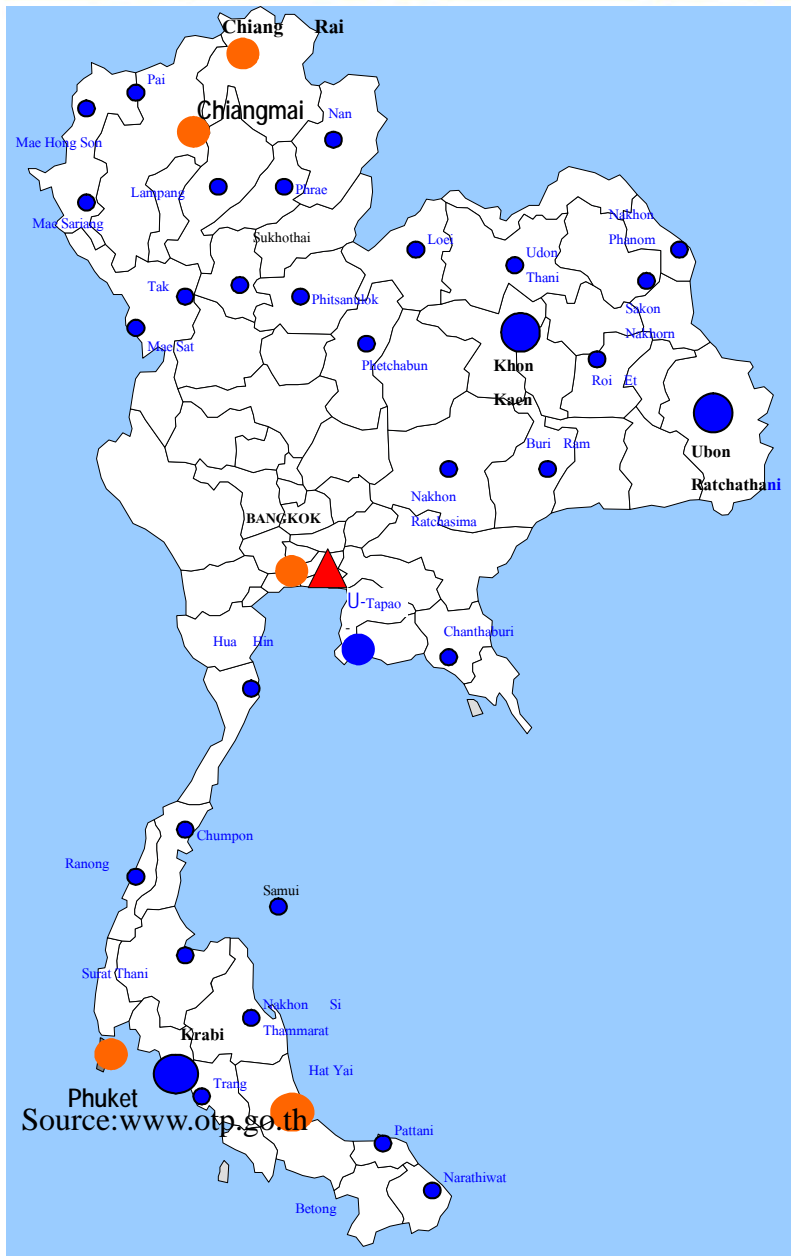 Chiang Rai
Pai
Chiangmai
Nan
Mae Hong Son
Lampang
Phrae
Mae Sariang
Nakhon
Phanom
Sukhothai
Loei
Udon
Thani
Tak
Phitsanulok
Sakon
Nakhorn
Mae Sat
Phetchabun
Khon
Kaen
Roi Et
Buri Ram
Ubon
Ratchathani
Nakhon
Ratchasima
BANGKOK
U-Tapao
Hua Hin
Chanthaburi
Chumpon
Ranong
Samui
Surat Thani
Nakhon Si
Thammarat
Krabi
Hat Yai
Trang
Phuket
Source:www.otp.go.th
Pattani
Narathiwat
Betong